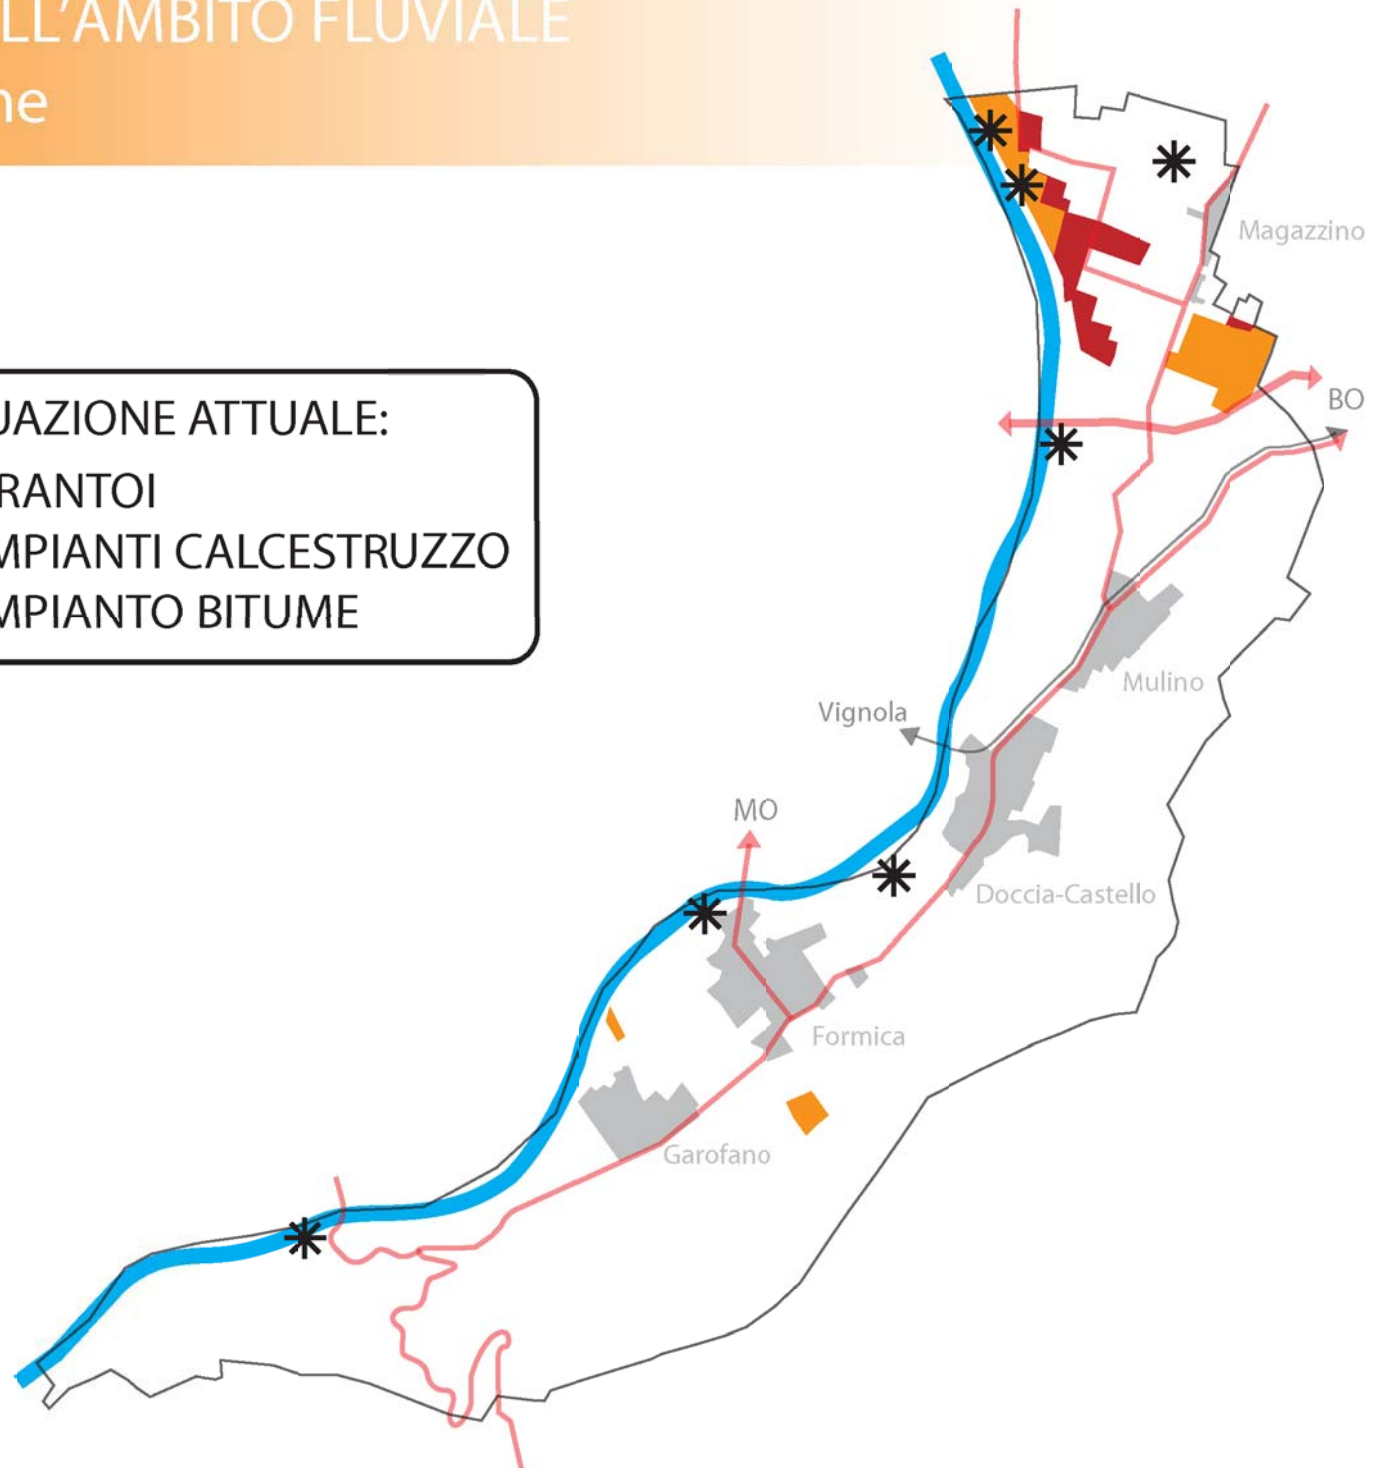 LL'AMBITO FLUVIALE
ne
UAZIONE ATTUALE:
RANTOI
MPIANTI CALCESTRUZZO
MPIANTO BITUME
Magazzino
BO
Mulino
Vignola
MO
Doccia-Castello
Formica
Garofano